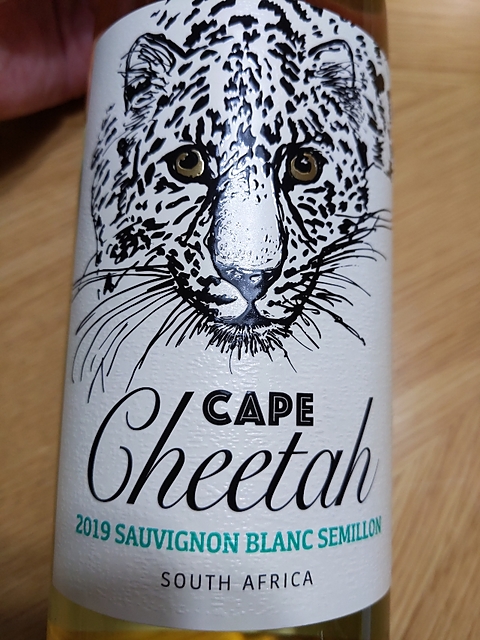 CAPE
Cheetah
2019 SAUVIGNON BLANC SEMILLON
SOUTH AFRICA